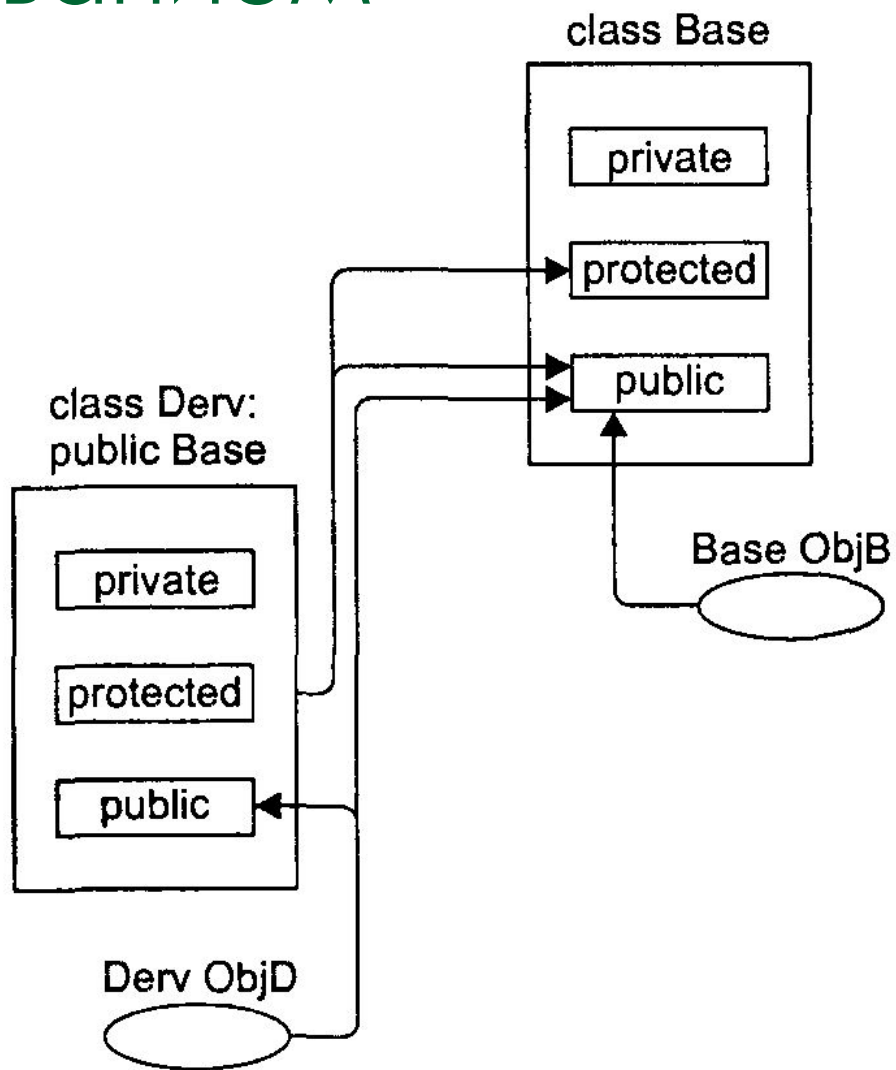 class Base
private
protected
public
class Derv:
public Base
private
protected
public
Base ObjB
Derv ObjD